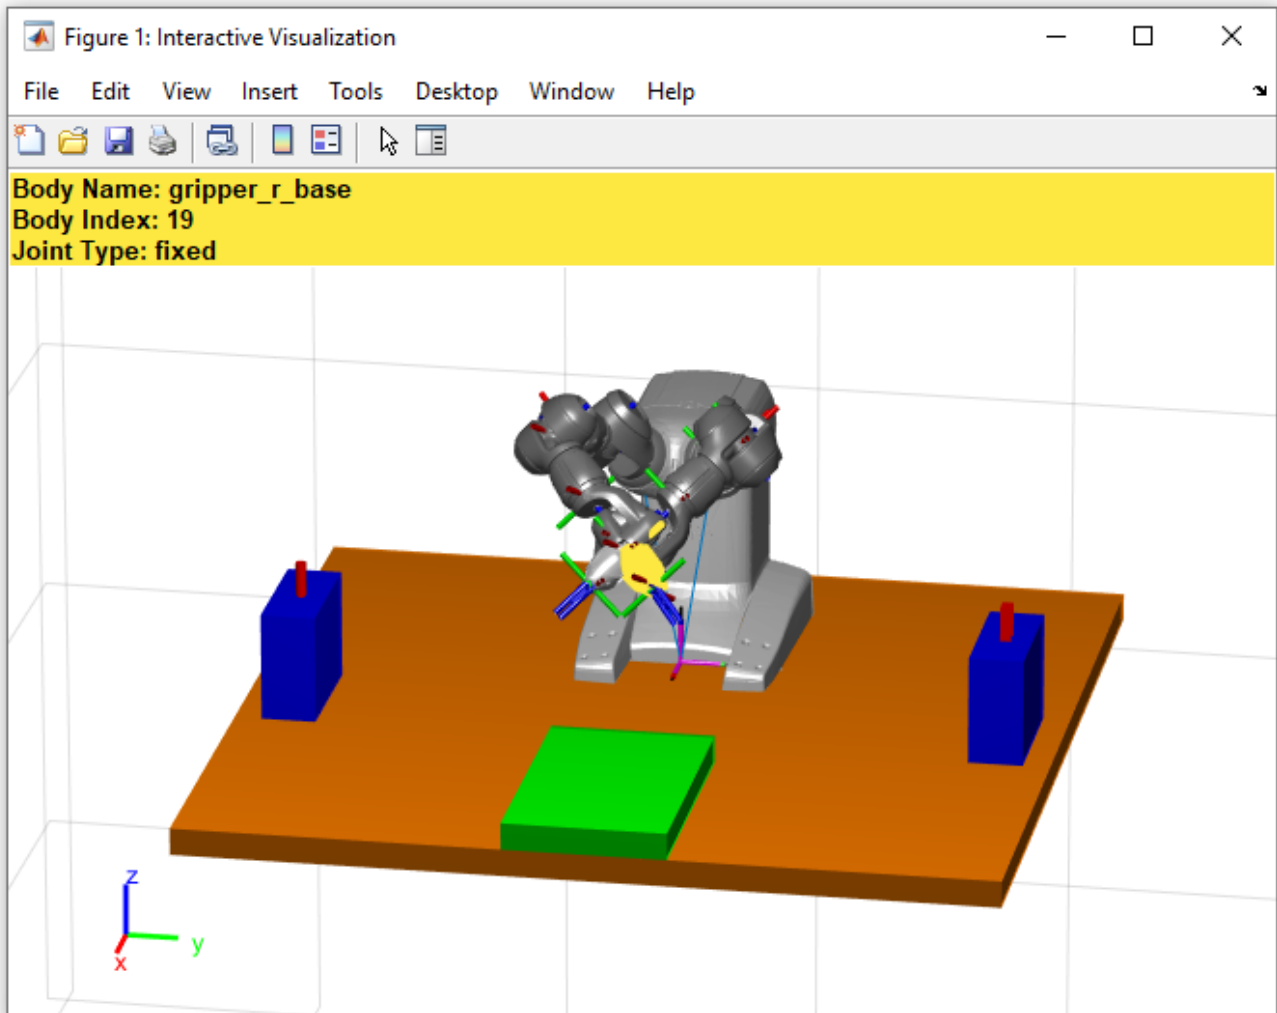 Figure 1: Interactive Visualization
File Edit View Insert Tools Desktop Window Help
Body Name: gripper_r_base
Body Index: 19
Joint Type: fixed
z
y
x